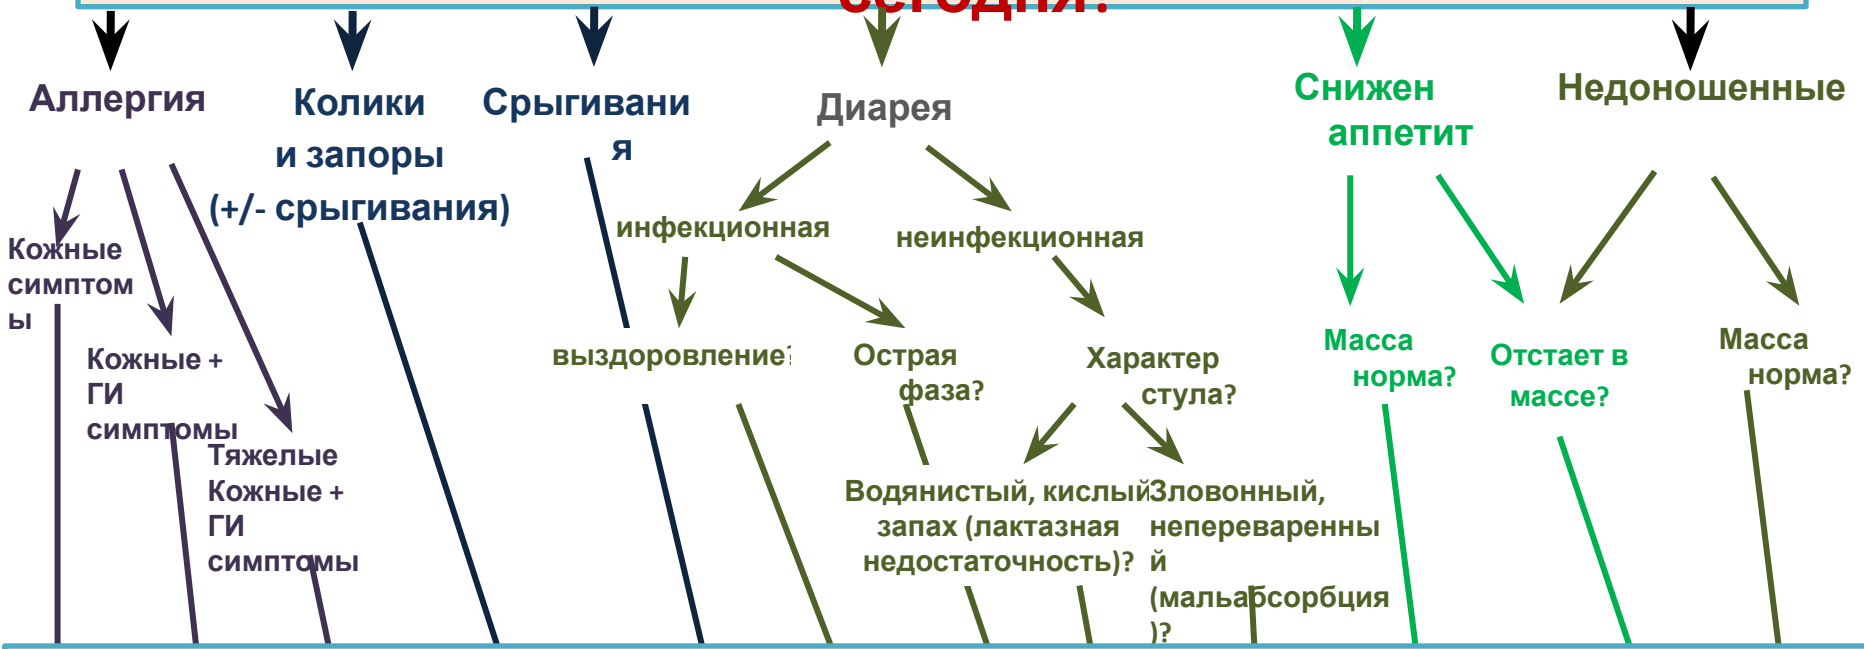 сегодня?
Аллергия
Колики
и запоры
(+/- срыгивания)
Срыгивани
я
Диарея
Снижен
аппетит
Недоношенные
инфекционная
неинфекционная
Кожные
симптом
ы
Кожные +
ГИ
симптомы
Тяжелые
Кожные +
ГИ
симптомы
выздоровление?
Острая
фаза?
Характер
стула?
Масса
норма?
Отстает в
массе?
Масса
норма?
Водянистый, кислый
запах (лактазная
недостаточность)?
Зловонный,
непереваренны
й
(мальабсорбция
)?